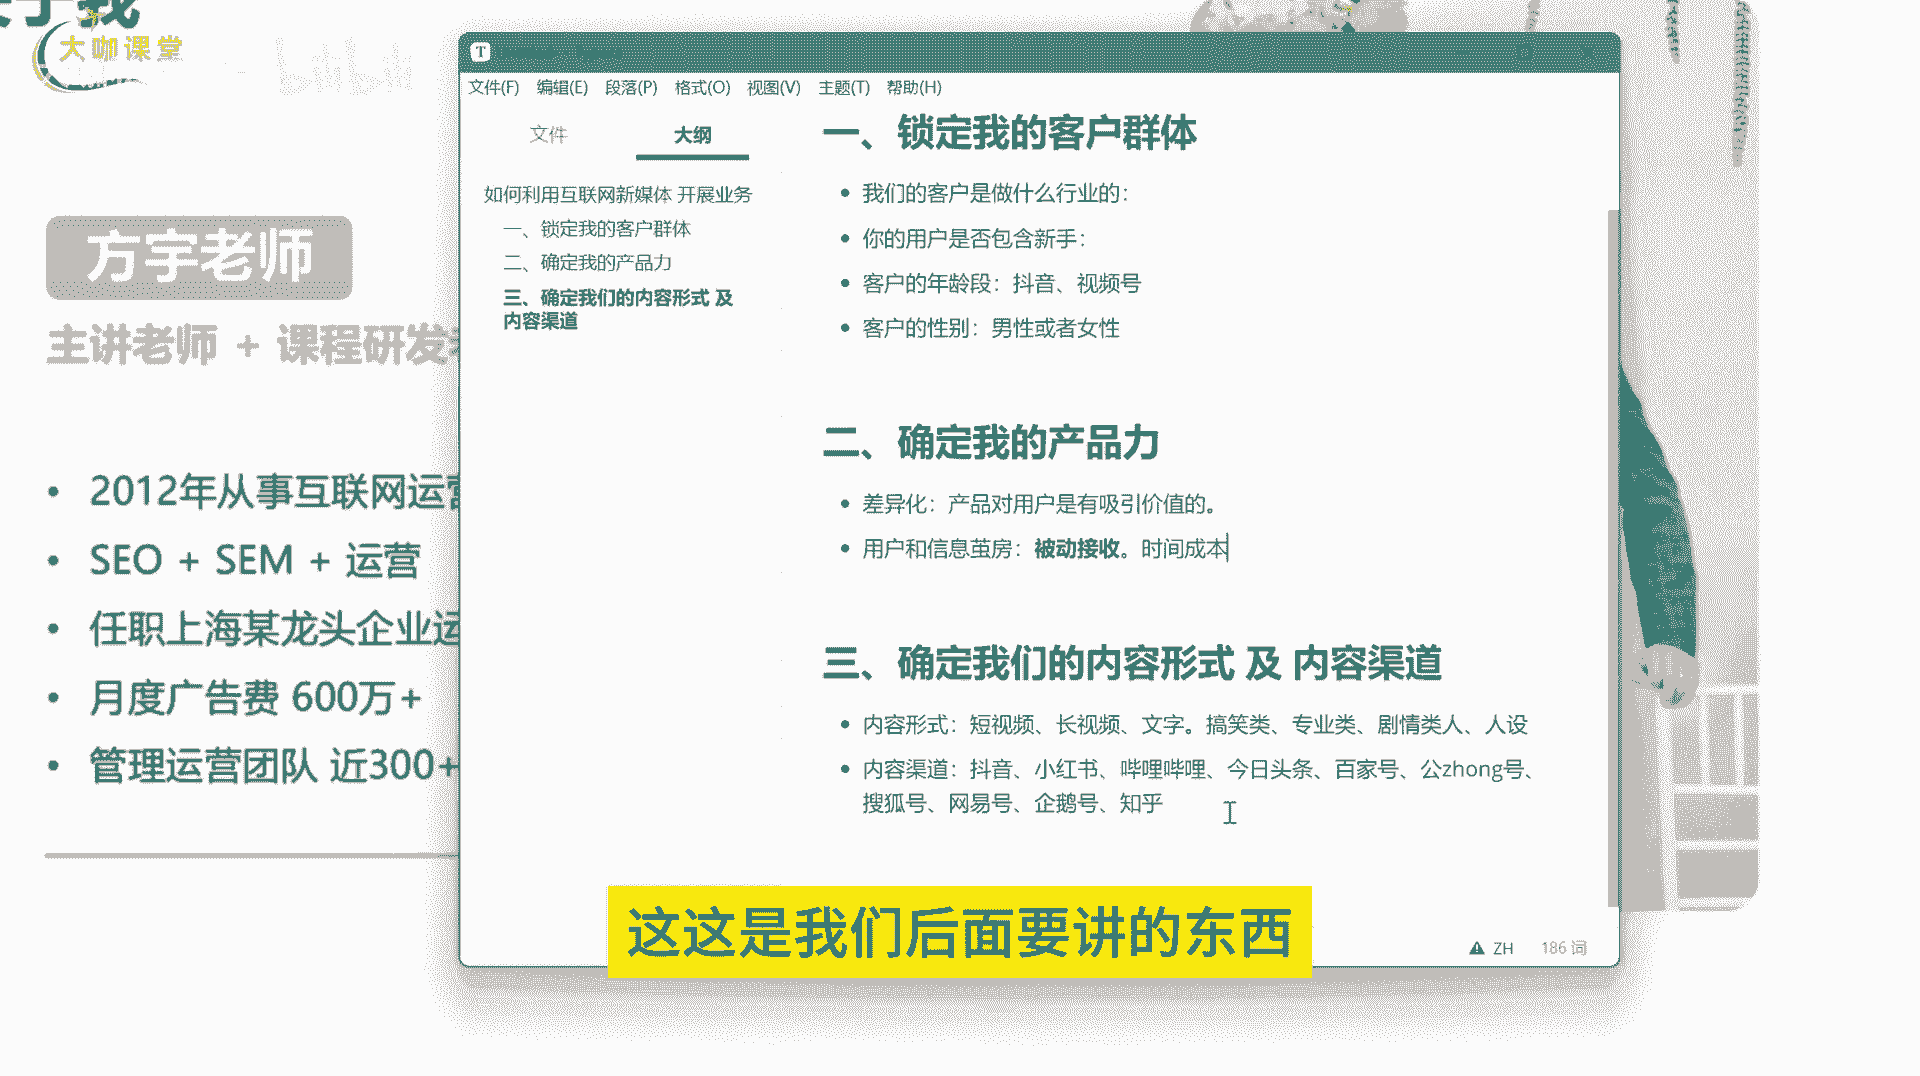 大咖课堂
bilibili
方宇老师
主讲老师 + 课程研发
2012年从事互联网运营
SEO + SEM + 运营
任职上海某龙头企业运
月度广告费 600万+
管理运营团队 近300+
T
文件(F) 编辑(E) 段落(P) 格式(O) 视图(V) 主题(T) 帮助(H)
文件 大纲
如何利用互联网新媒体 开展业务
一、锁定我的客户群体
二、确定我的产品力
三、确定我们的内容形式 及
内容渠道
一、锁定我的客户群体
我们的客户是做什么行业的：
你的用户是否包含新手：
客户的年龄段：抖音、视频号
客户的性别：男性或者女性
二、确定我的产品力
差异化：产品对用户是有吸引价值的。
用户和信息茧房：被动接收。时间成本
三、确定我们的内容形式 及 内容渠道
内容形式：短视频、长视频、文字。搞笑类、专业类、剧情类人、人设
内容渠道：抖音、小红书、哔哩哔哩、今日头条、百家号、公zhong号、
搜狐号、网易号、企鹅号、知乎
ZH 186 词
这这是我们后面要讲的东西